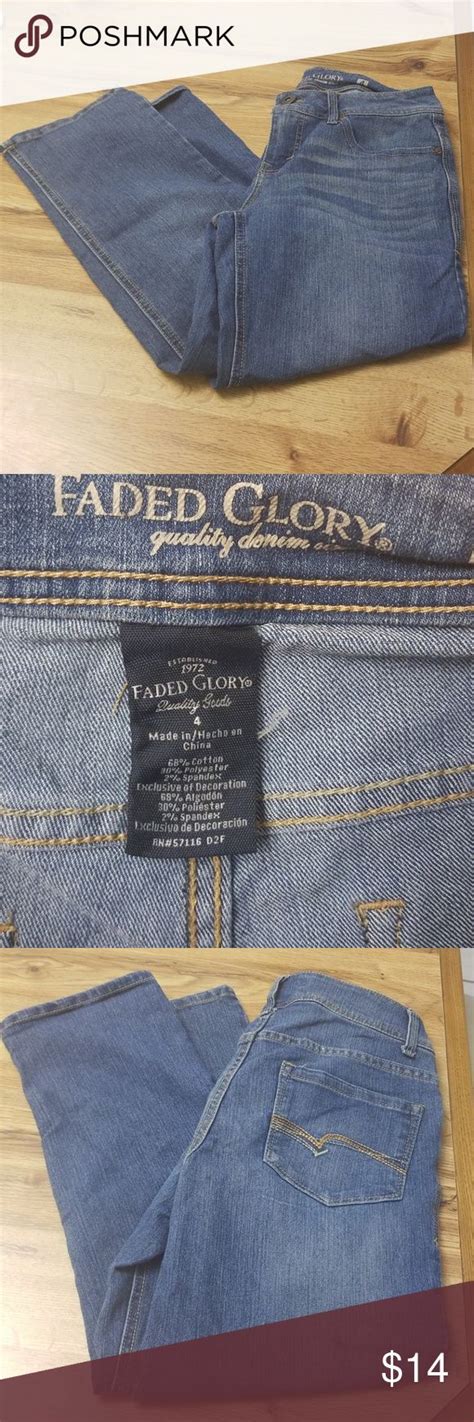 POSHMARK
GLORY
FADED GLORY®
quality denim
ESTABLISHED
1972
FADED GLORY®
Quality Goods
4
Made in/Hecho en
China
68% Cotton
30% Polyester
2% Spandex
Exclusive of Decoration
68% Algodón
30% Poliéster
2% Spandex
Exclusivo de Decoración
RN#57116 D2F
$14